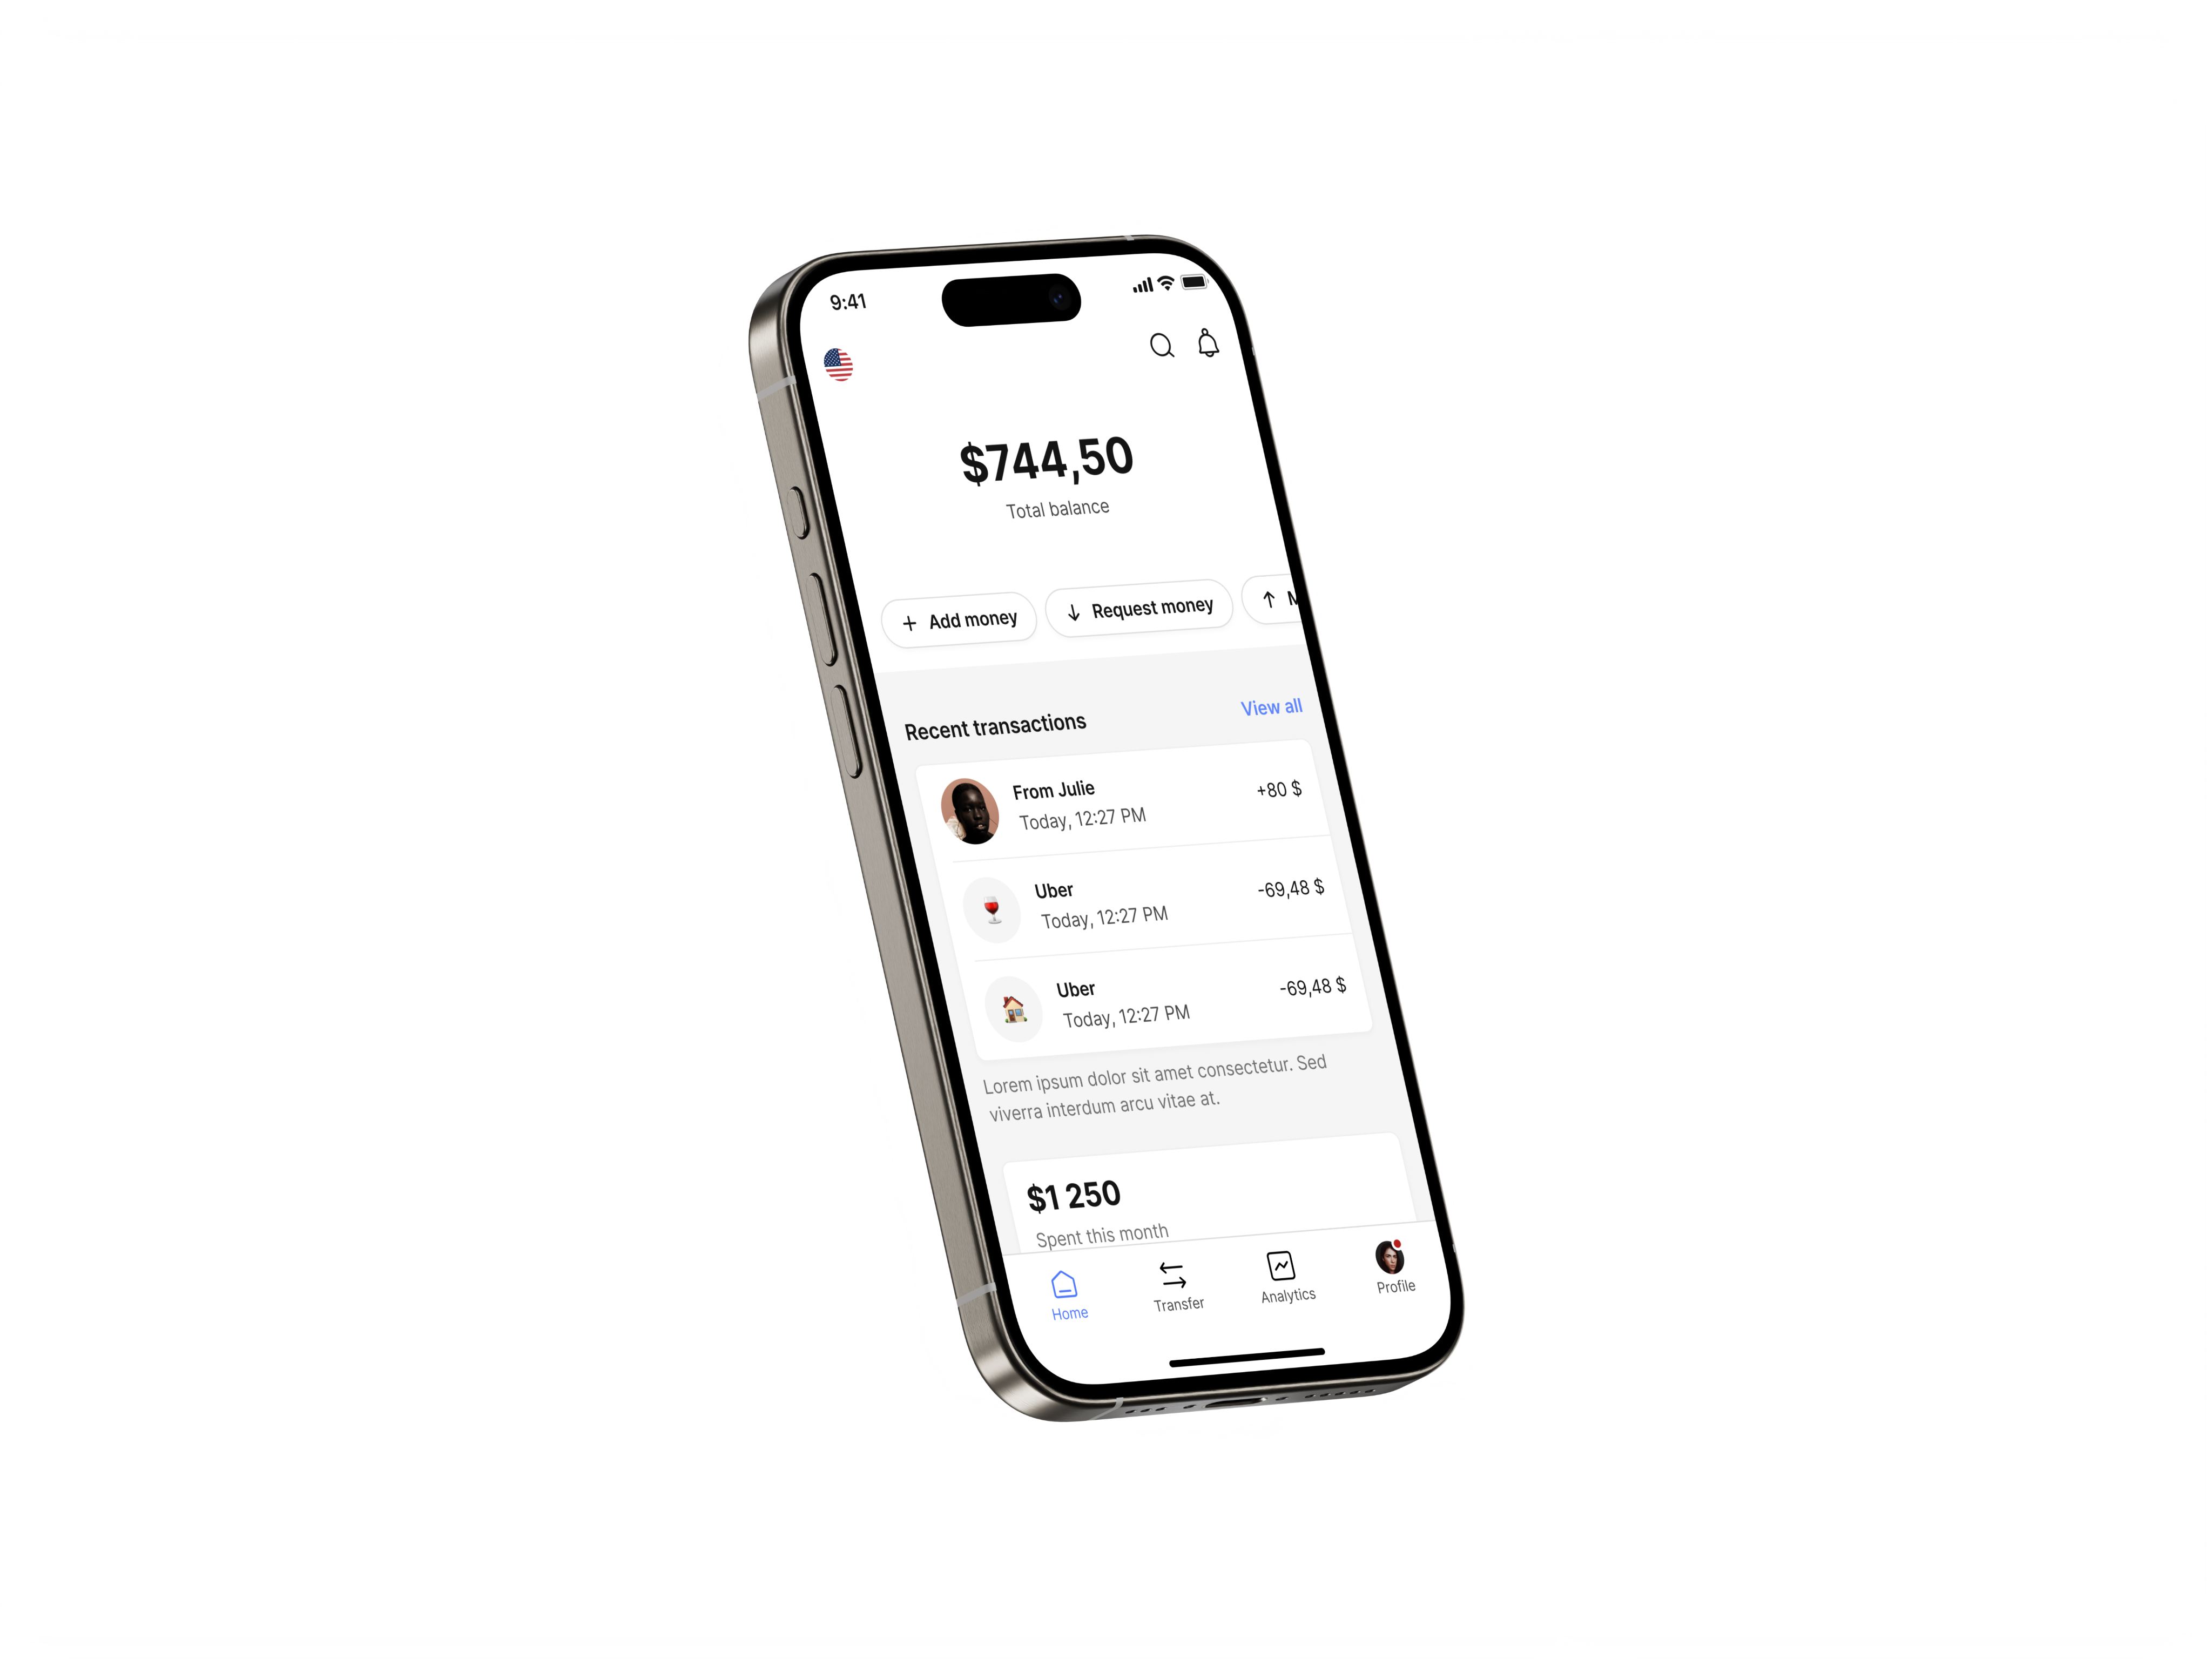 9:41
$744,50
Total balance
Add money
Request money
Recent transactions
View all
From Julie
+80 $
Today, 12:27 PM
Uber
-69,48 $
Today, 12:27 PM
Uber
-69,48 $
Today, 12:27 PM
Lorem ipsum dolor sit amet consectetur. Sed
viverra interdum arcu vitae at.
$1 250
Spent this month
Home
Transfer
Analytics
Profile